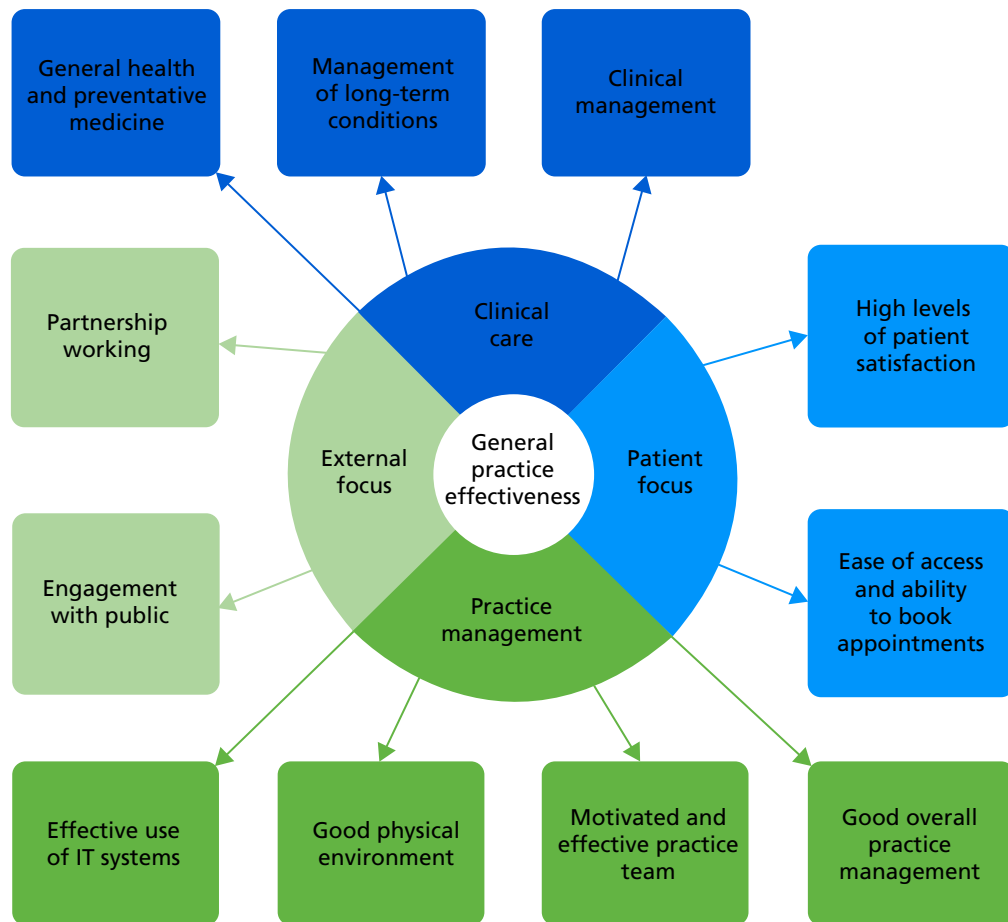 General health
and preventative
medicine
Management
of long-term
conditions
Clinical
management
Partnership
working
Clinical
care
High levels
of patient
satisfaction
External
focus
General
practice
effectiveness
Patient
focus
Engagement
with public
Practice
management
Ease of access
and ability
to book
appointments
Effective use
of IT systems
Good physical
environment
Motivated and
effective practice
team
Good overall
practice
management